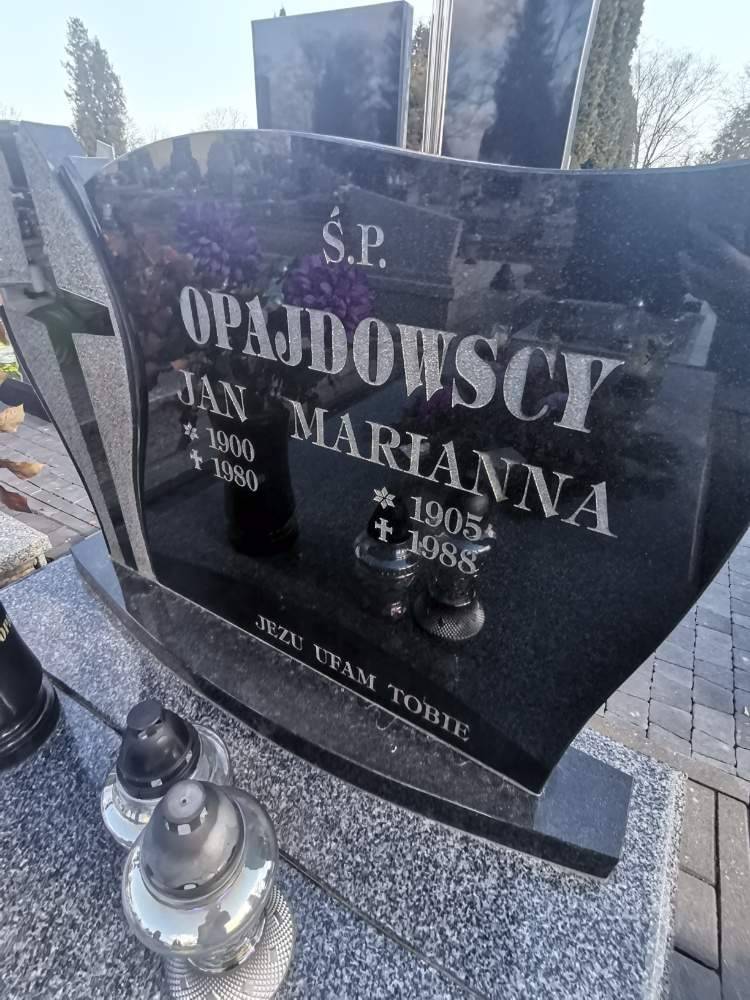 Ś.P.
OPAJDOWSCY
JAN MARIANNA
* 1900 * 1905
✝ 1980 ✝ 1988
JEZU UFAM TOBIE